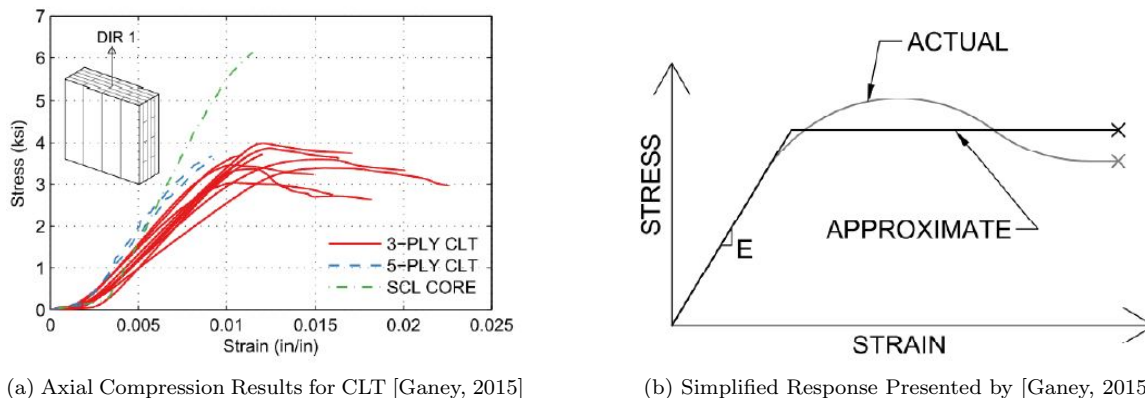 7
6
5
4
3
2
1
0
Stress (ksi)
DIR 1
3-PLY CLT
5-PLY CLT
SCL CORE
0 0.005 0.01 0.015 0.02 0.025
Strain (in/in)
(a) Axial Compression Results for CLT [Ganey, 2015]
ACTUAL
STRESS
E
APPROXIMATE
STRAIN
(b) Simplified Response Presented by [Ganey, 2015